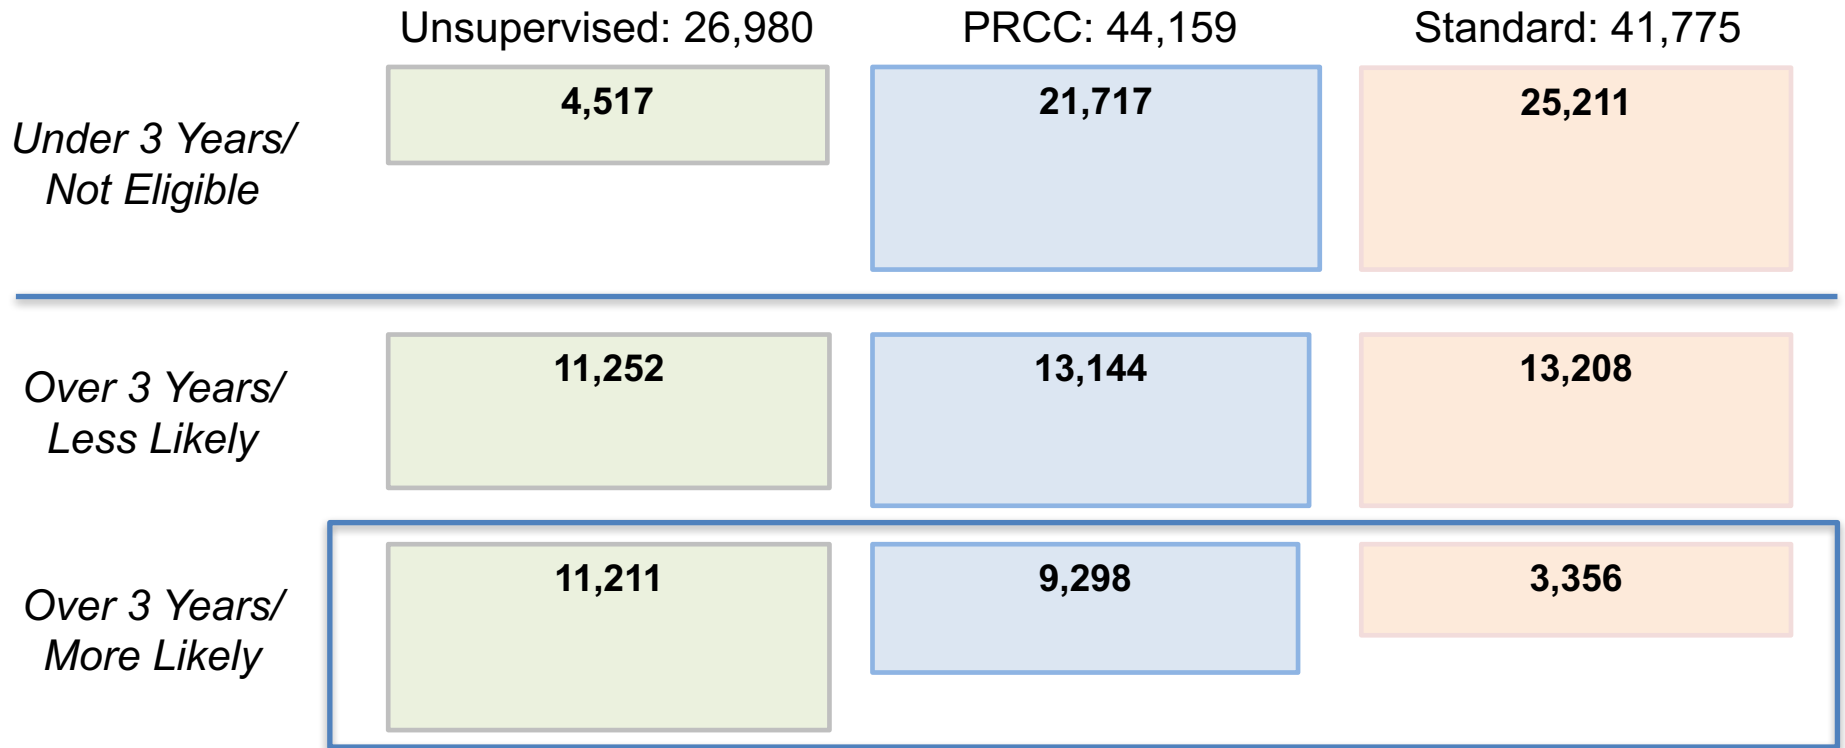 Unsupervised: 26,980 PRCC: 44,159 Standard: 41,775
4,517 21,717 25,211
Under 3 Years/
Not Eligible
11,252 13,144 13,208
Over 3 Years/
Less Likely
11,211 9,298 3,356
Over 3 Years/
More Likely